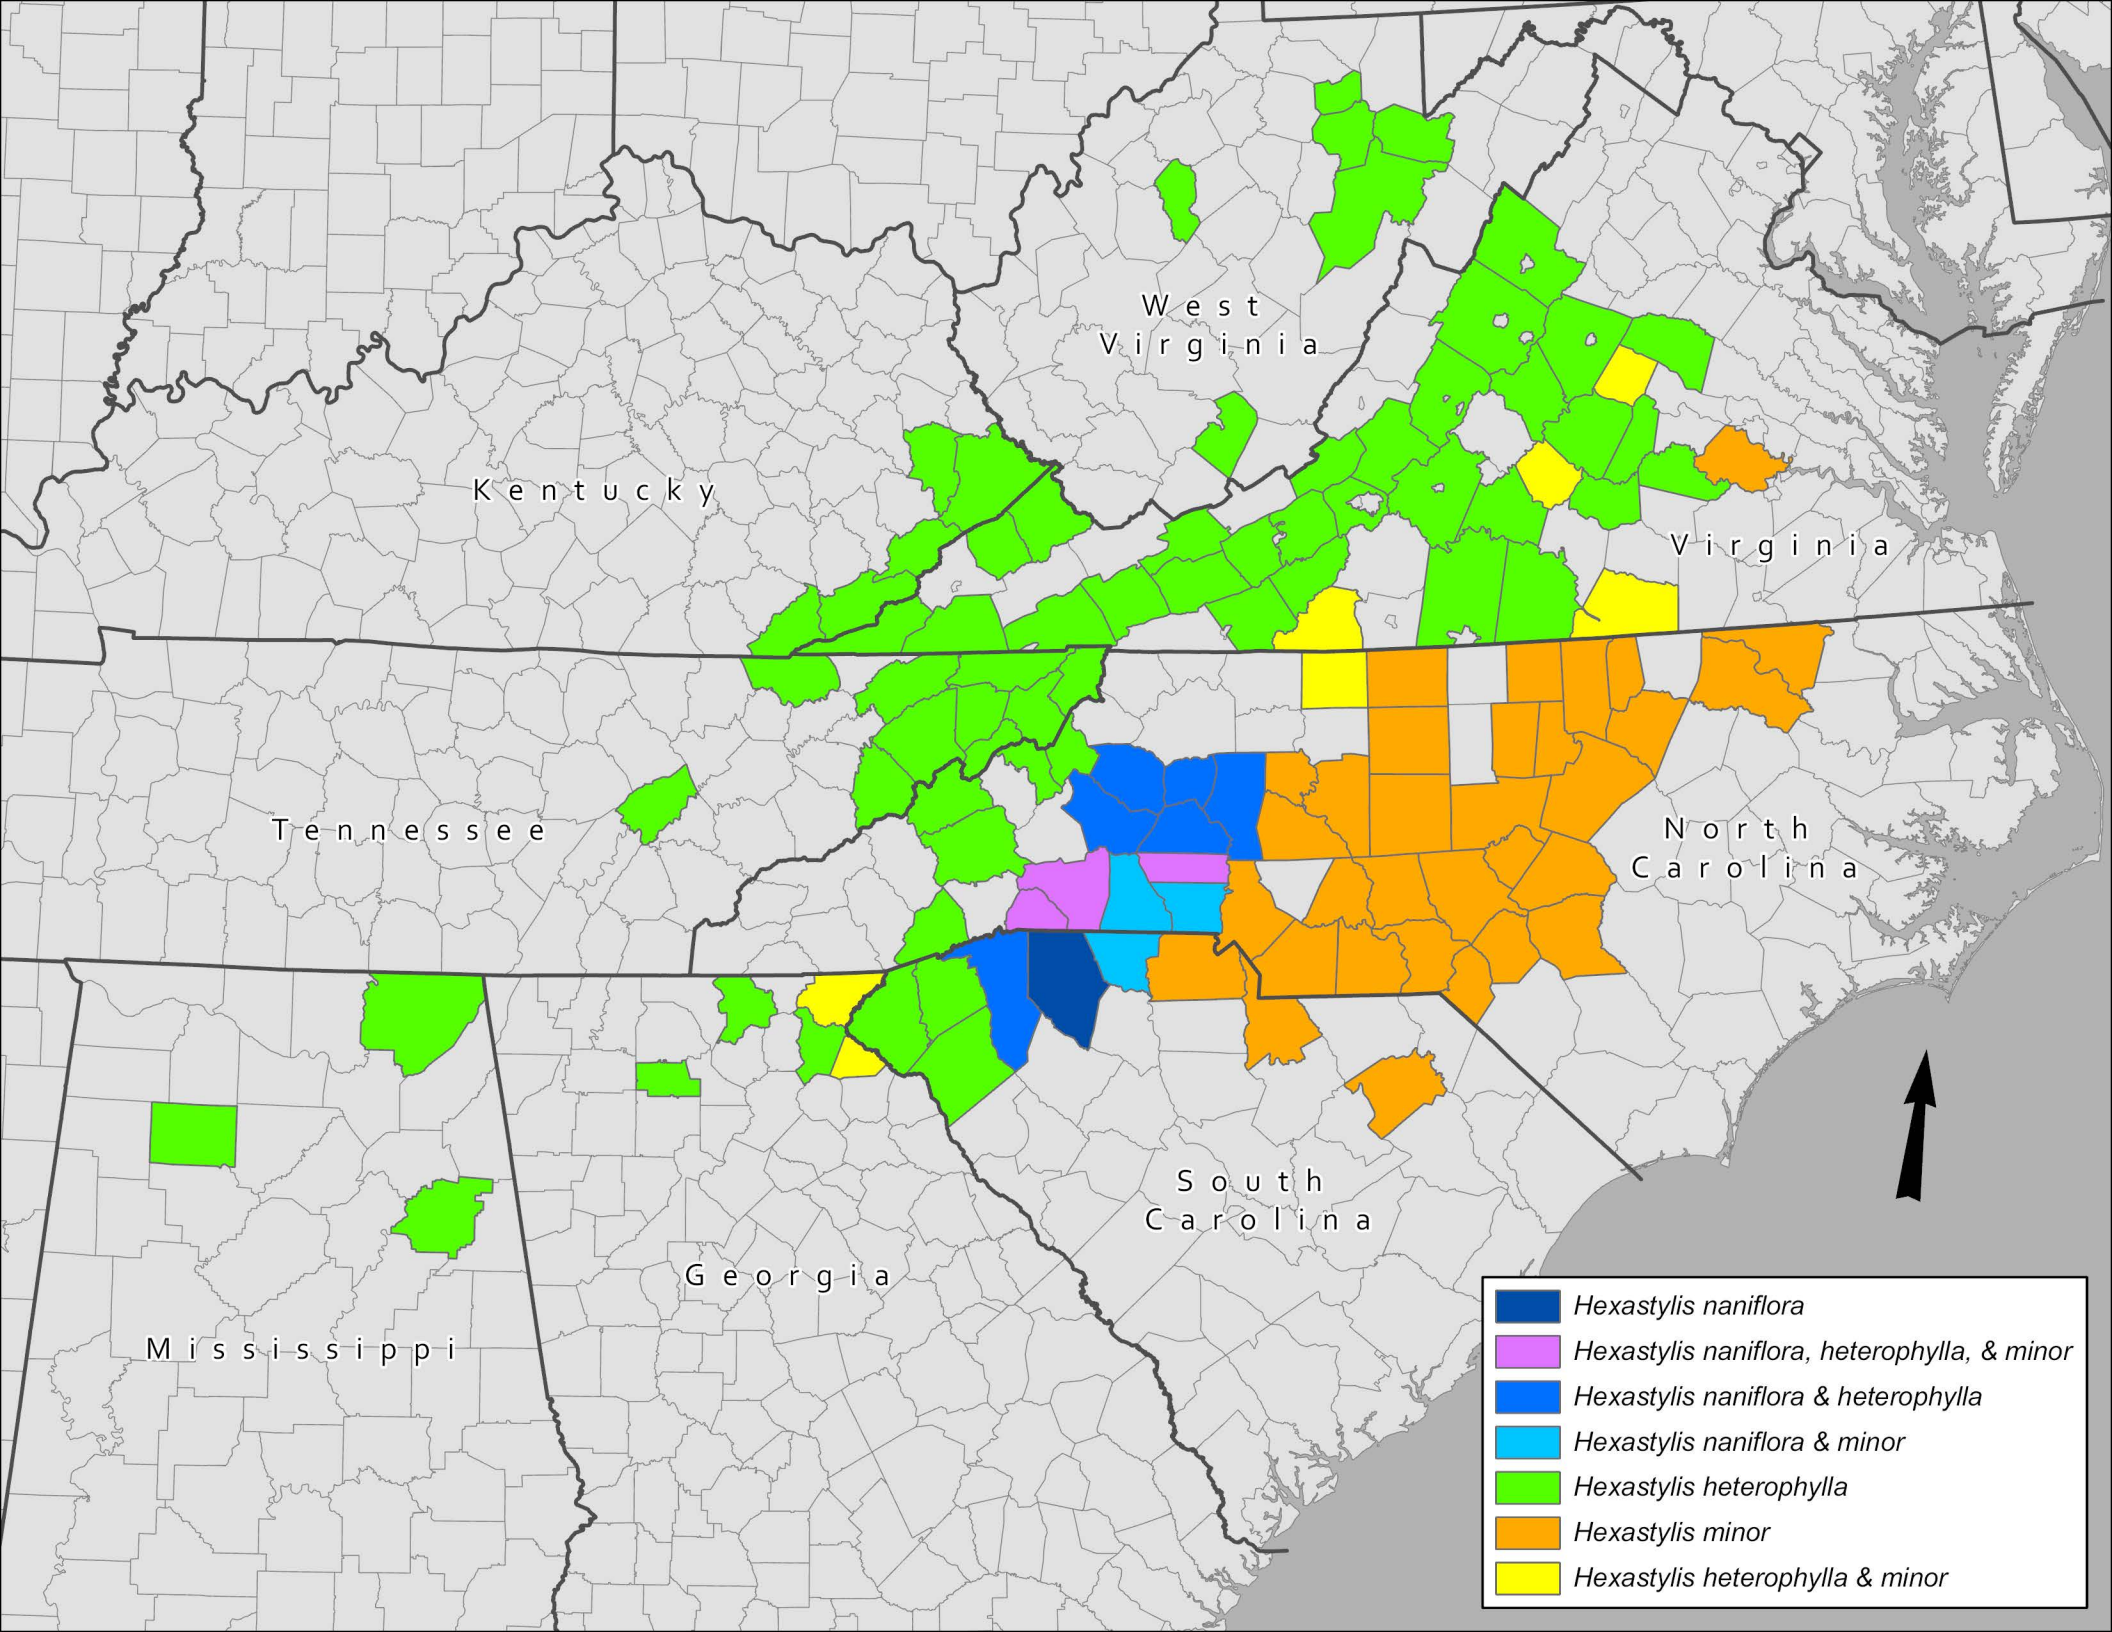 West
Virginia
Kentucky
Virginia
Tennessee
North
Carolina
South
Carolina
Georgia
Mississippi
Hexastylis naniflora
Hexastylis naniflora, heterophylla, & minor
Hexastylis naniflora & heterophylla
Hexastylis naniflora & minor
Hexastylis heterophylla
Hexastylis minor
Hexastylis heterophylla & minor